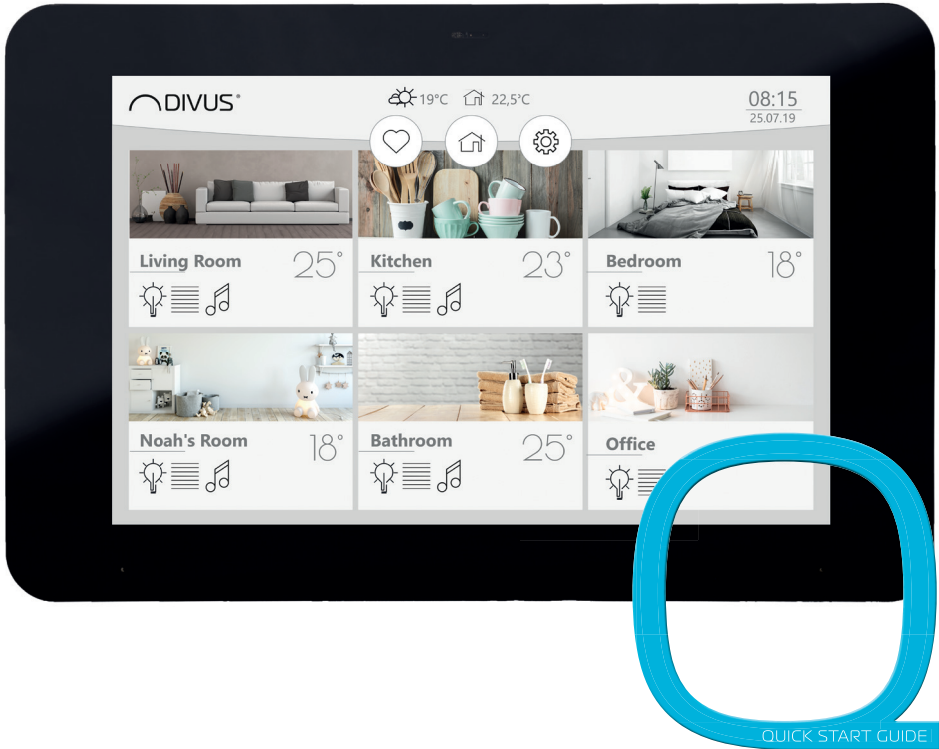 DIVUS®
19°C 22,5°C
08:15
25.07.19
Living Room 25°
Kitchen 23°
Bedroom 18°
Noah's Room 18°
Bathroom 25°
Office
QUICK START GUIDE